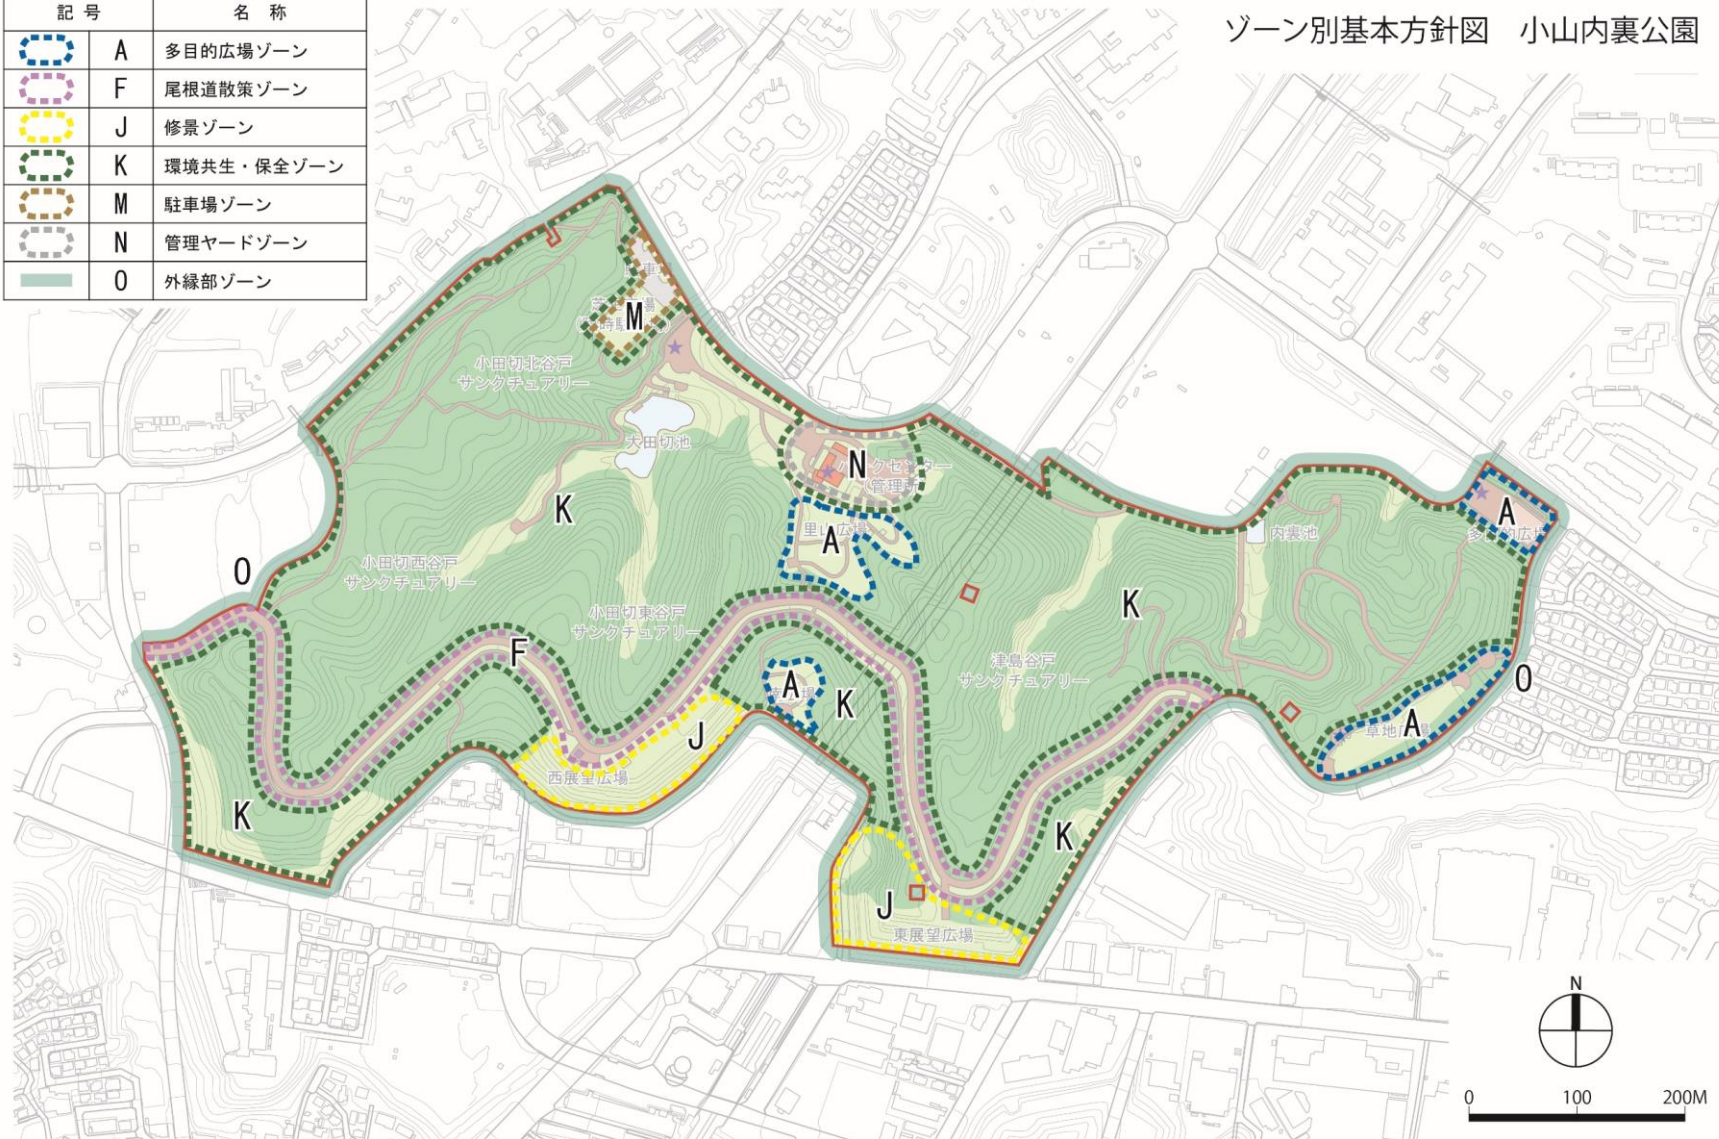 ゾーン別基本方針図　小山内裏公園
記号　名称
A　多目的広場ゾーン
F　尾根道散策ゾーン
J　修景ゾーン
K　環境共生・保全ゾーン
M　駐車場ゾーン
N　管理ヤードゾーン
O　外縁部ゾーン
M
小田切北谷戸
サンクチュアリー
大田切池
N
管理所
K
里山広場
A
A
内裏池
O
小田切西谷戸
サンクチュアリー
小田切東谷戸
サンクチュアリー
K
F
津島谷戸
サンクチュアリー
A
K
O
J
A
西展望広場
K
K
J
東展望広場
N
0　100　200M